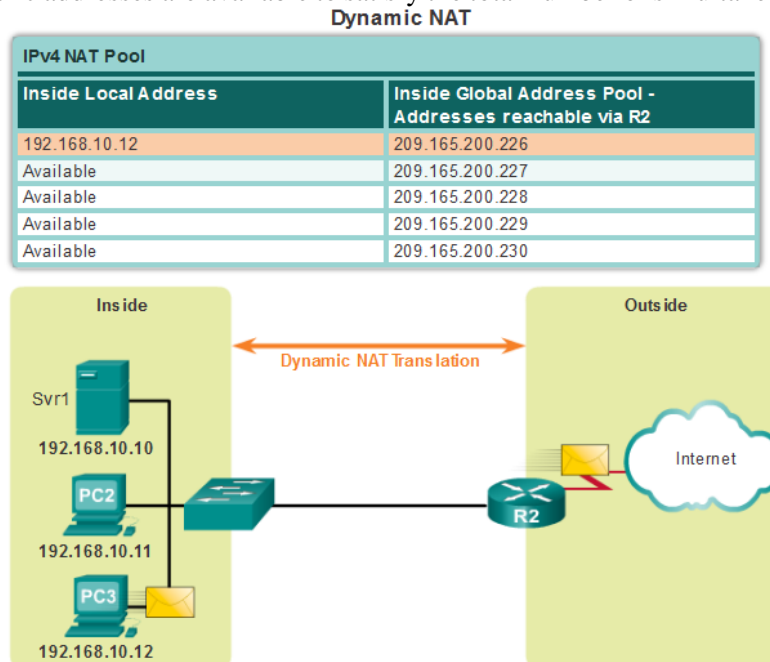 Dynamic NAT
IPv4 NAT Pool
Inside Local Address
Inside Global Address Pool -
Addresses reachable via R2
192.168.10.12 209.165.200.226
Available 209.165.200.227
Available 209.165.200.228
Available 209.165.200.229
Available 209.165.200.230
Inside
Outside
Dynamic NAT Translation
Svr1
192.168.10.10
PC2
192.168.10.11
PC3
192.168.10.12
R2
Internet